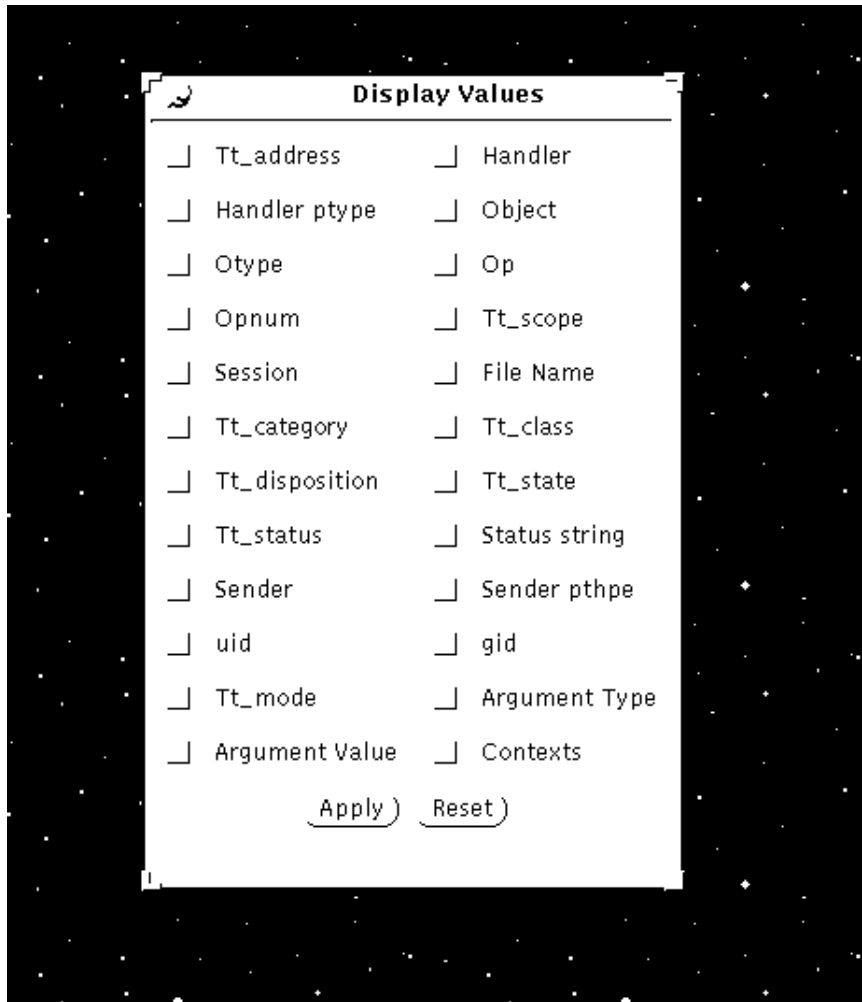 Display Values
Tt_address Handler
Handler ptype Object
Otype Op
Opnum Tt_scope
Session File Name
Tt_category Tt_class
Tt_disposition Tt_state
Tt_status Status string
Sender Sender pthpe
uid gid
Tt_mode Argument Type
Argument Value Contexts
Apply Reset